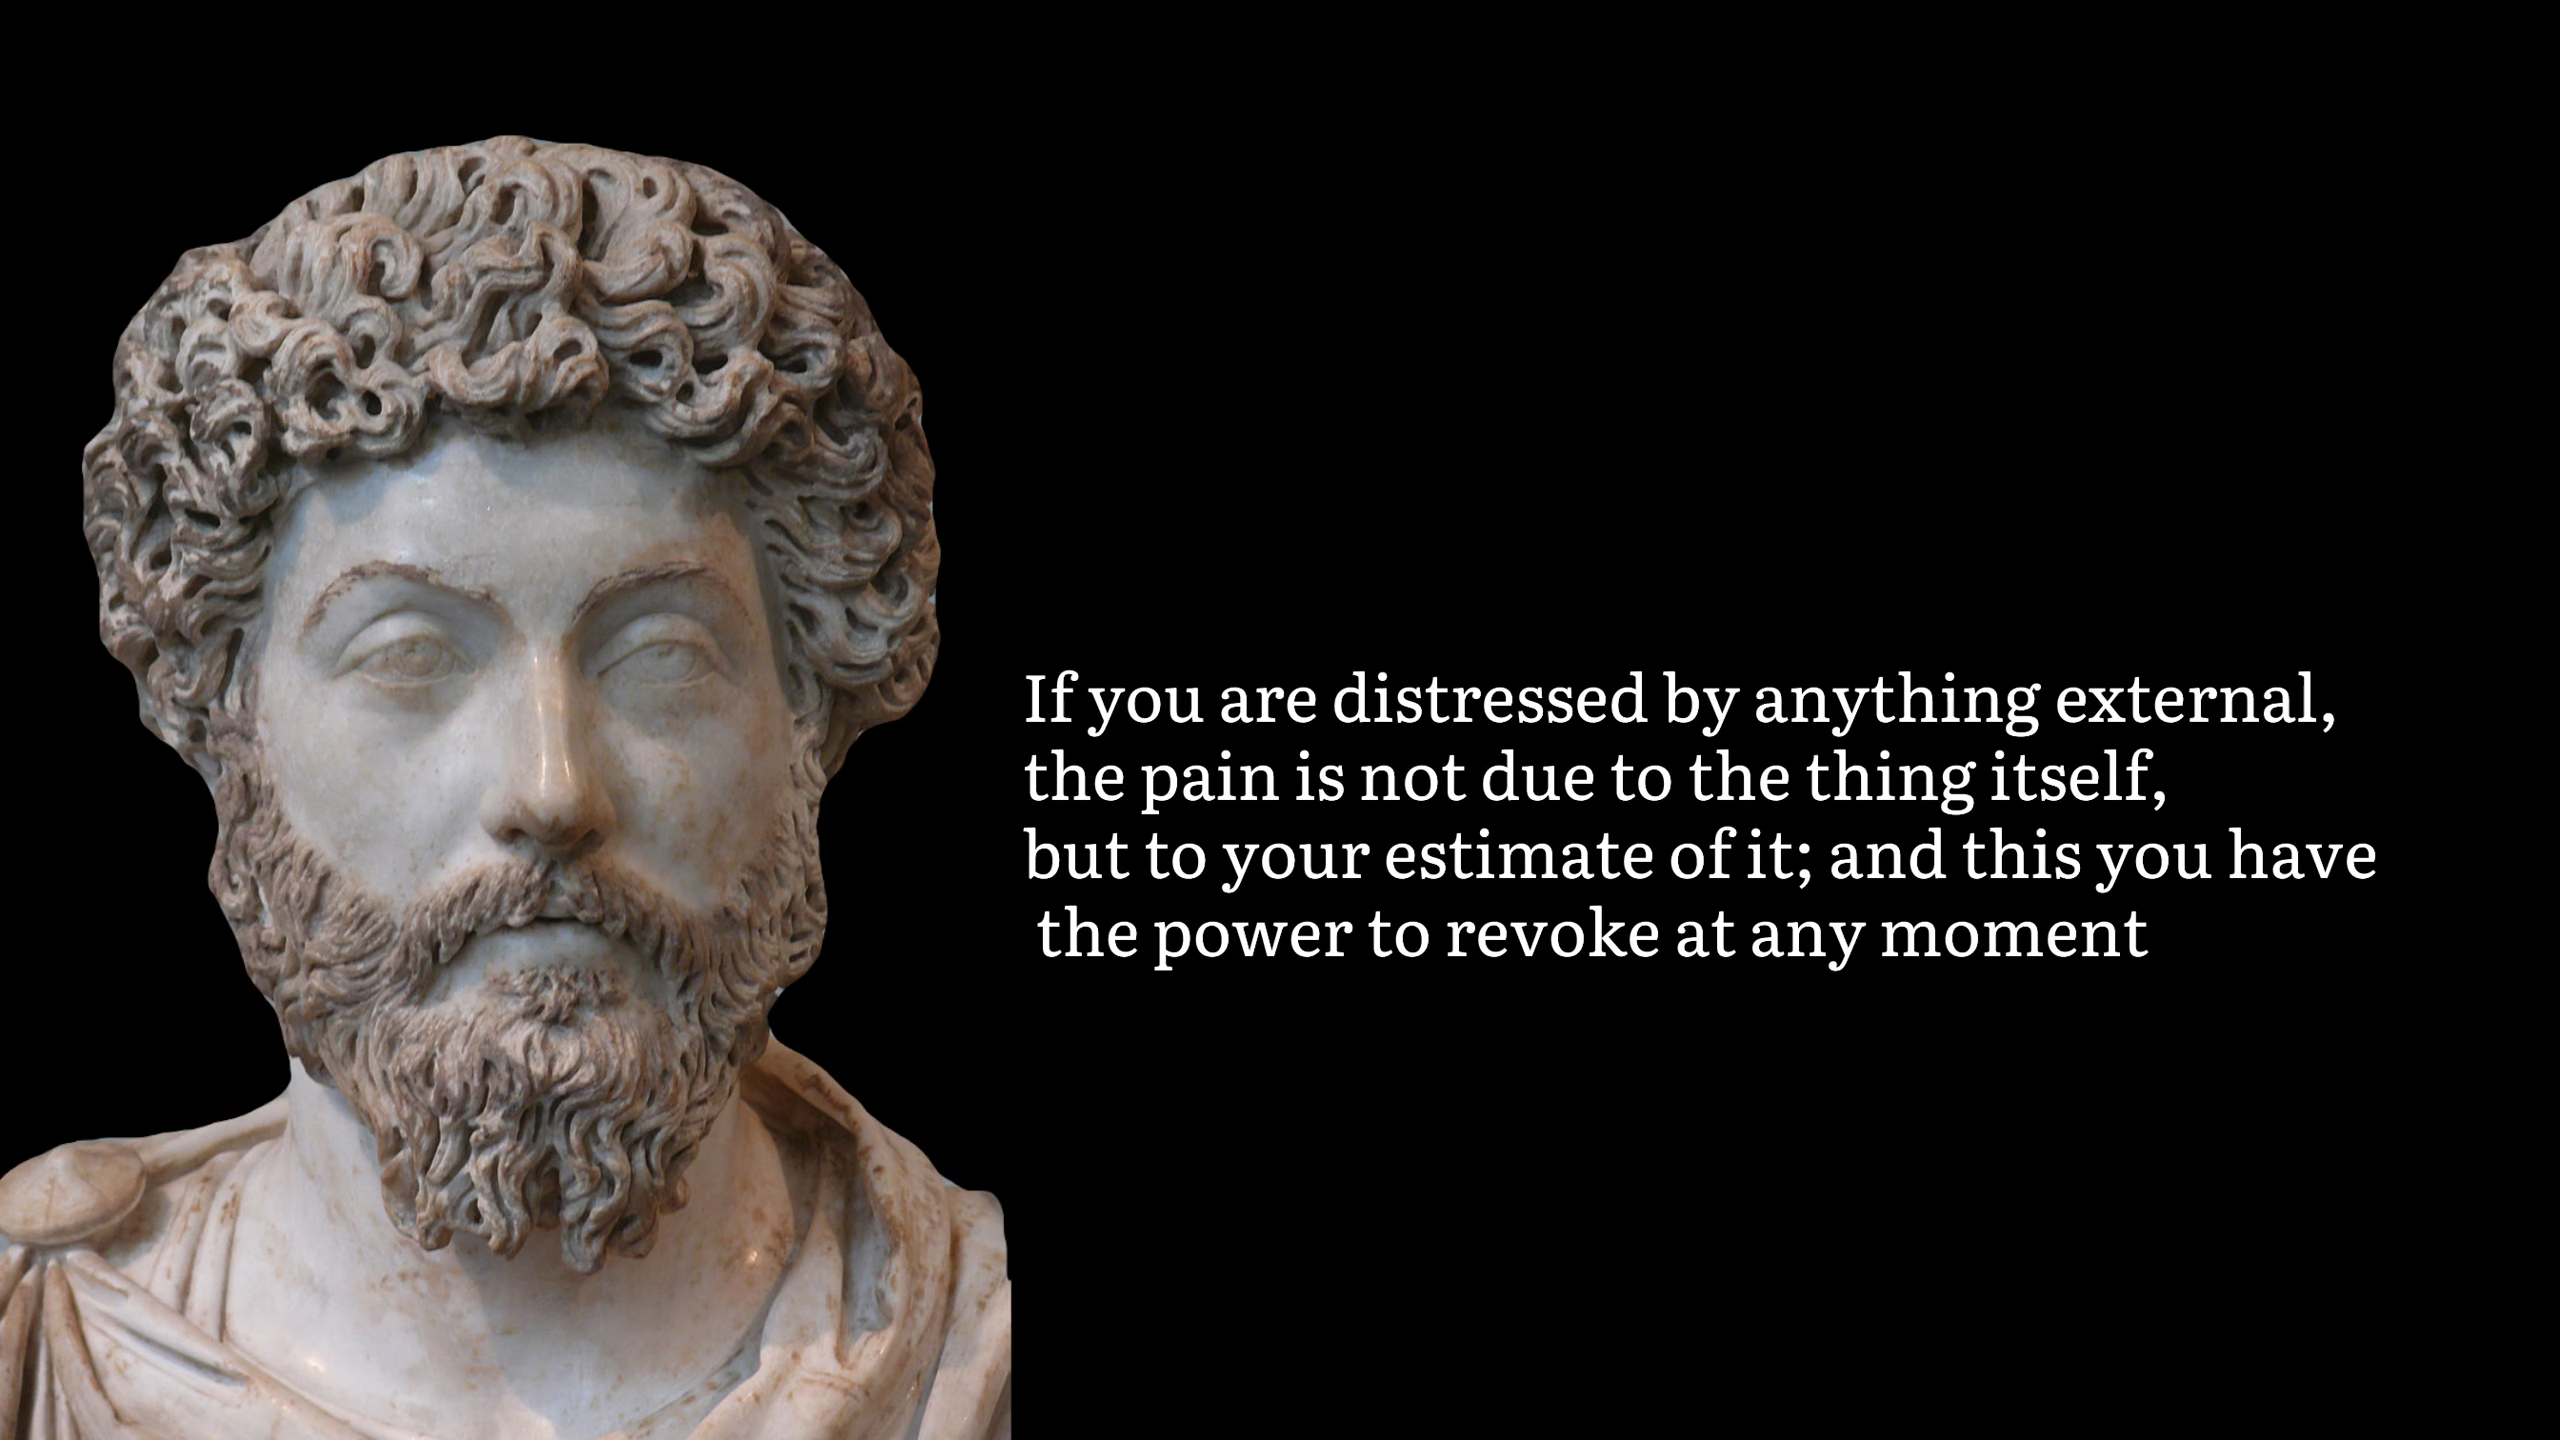 If you are distressed by anything external,
the pain is not due to the thing itself,
but to your estimate of it; and this you have
the power to revoke at any moment